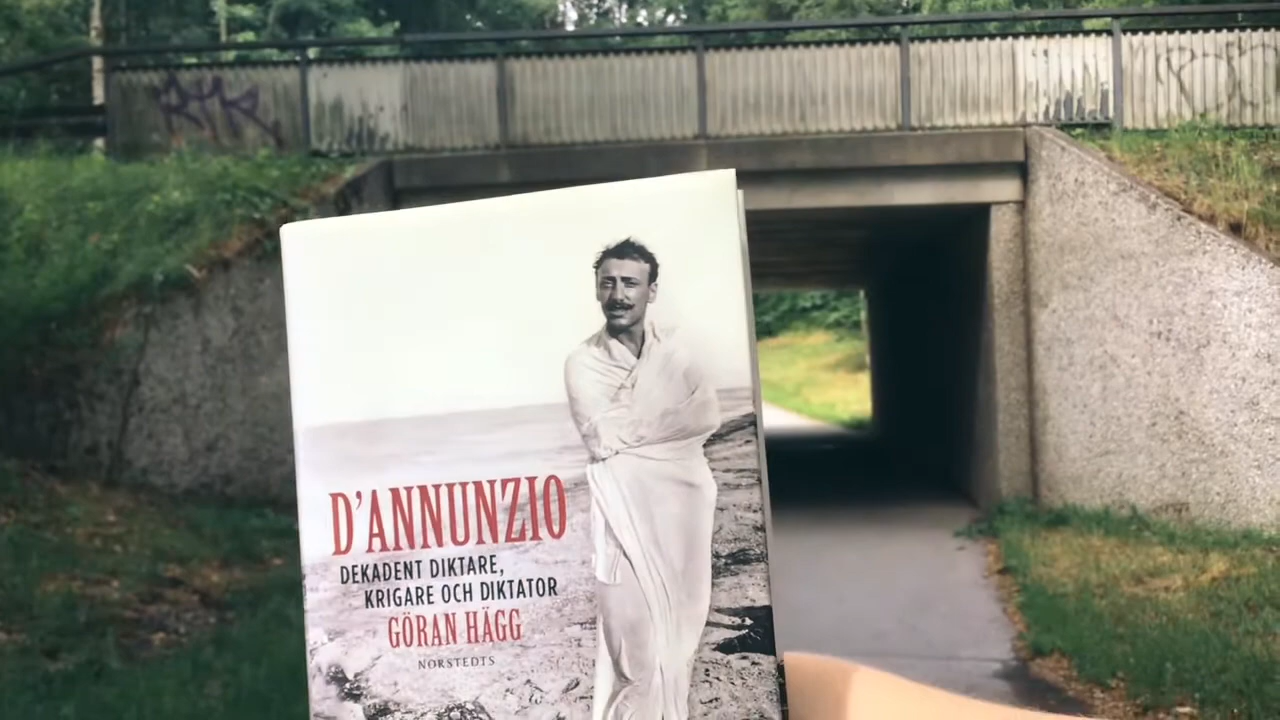 D'ANNUNZIO
DEKADENT DIKTARE,
KRIGARE OCH DIKTATOR
GÖRAN HÄGG
NORSTEDTS